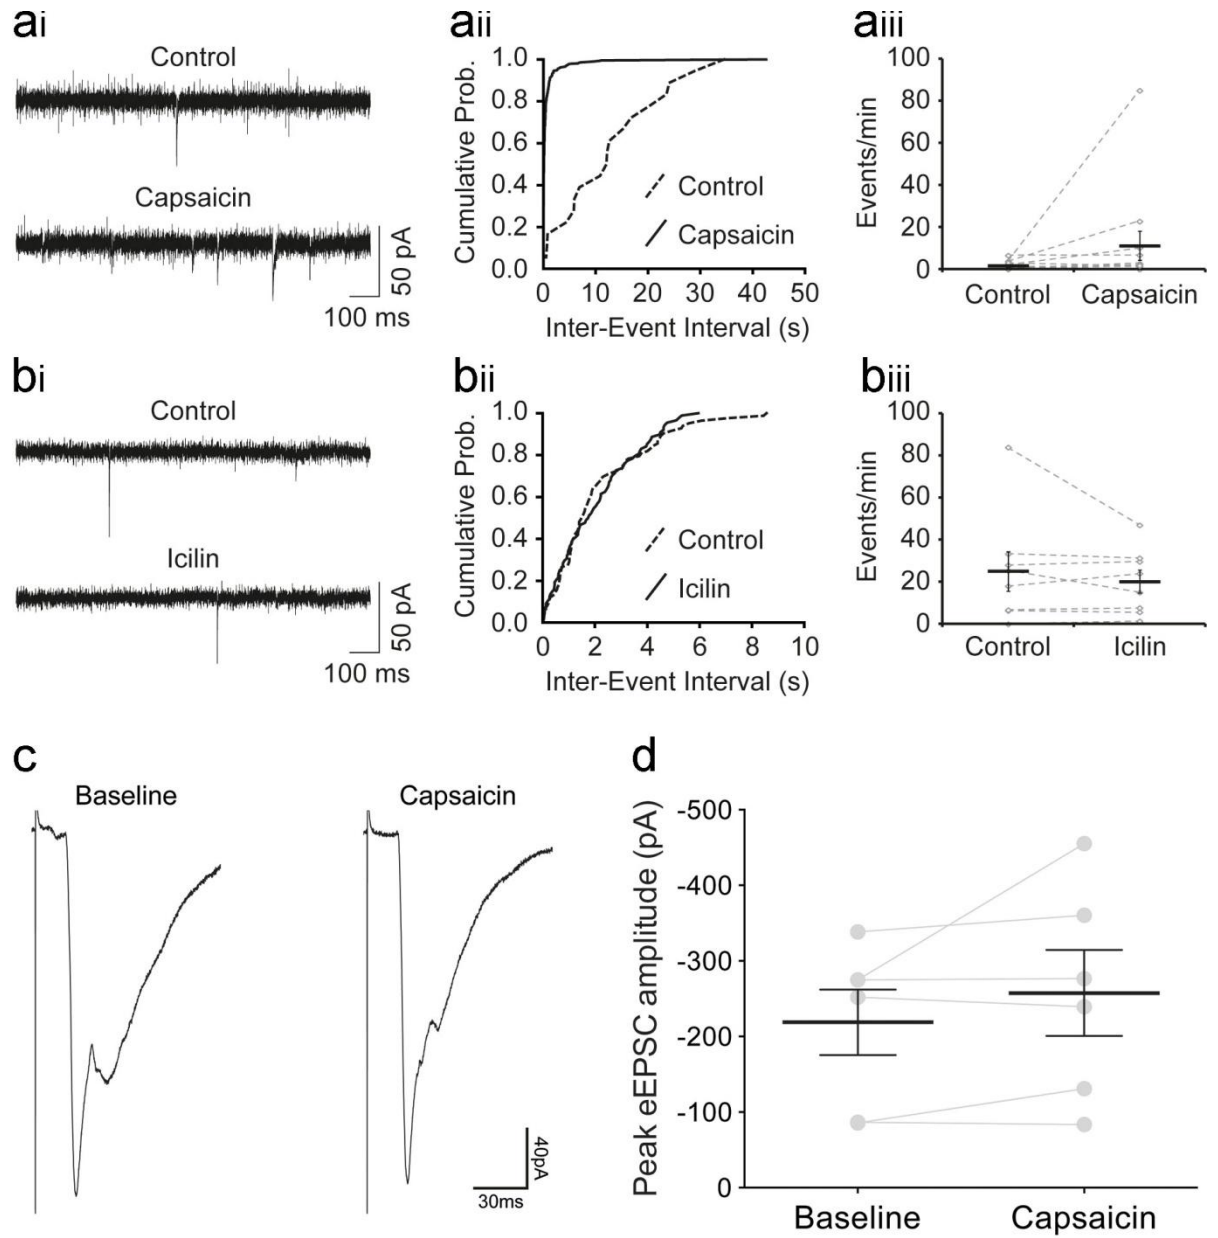 ai
Control
Capsaicin
50 pA
100 ms
aii
Cumulative Prob.
1.0
0.8
0.6
0.4
0.2
0.0
Control
Capsaicin
0 10 20 30 40 50
Inter-Event Interval (s)
aiii
Events/min
100
80
60
40
20
0
Control Capsaicin
bi
Control
Icilin
50 pA
100 ms
bii
Cumulative Prob.
1.0
0.8
0.6
0.4
0.2
0.0
Control
Icilin
0 2 4 6 8 10
Inter-Event Interval (s)
biii
Events/min
100
80
60
40
20
0
Control Icilin
c
Baseline
Capsaicin
40pA
30ms
d
Peak eEPSC amplitude (pA)
-500
-400
-300
-200
-100
0
Baseline Capsaicin